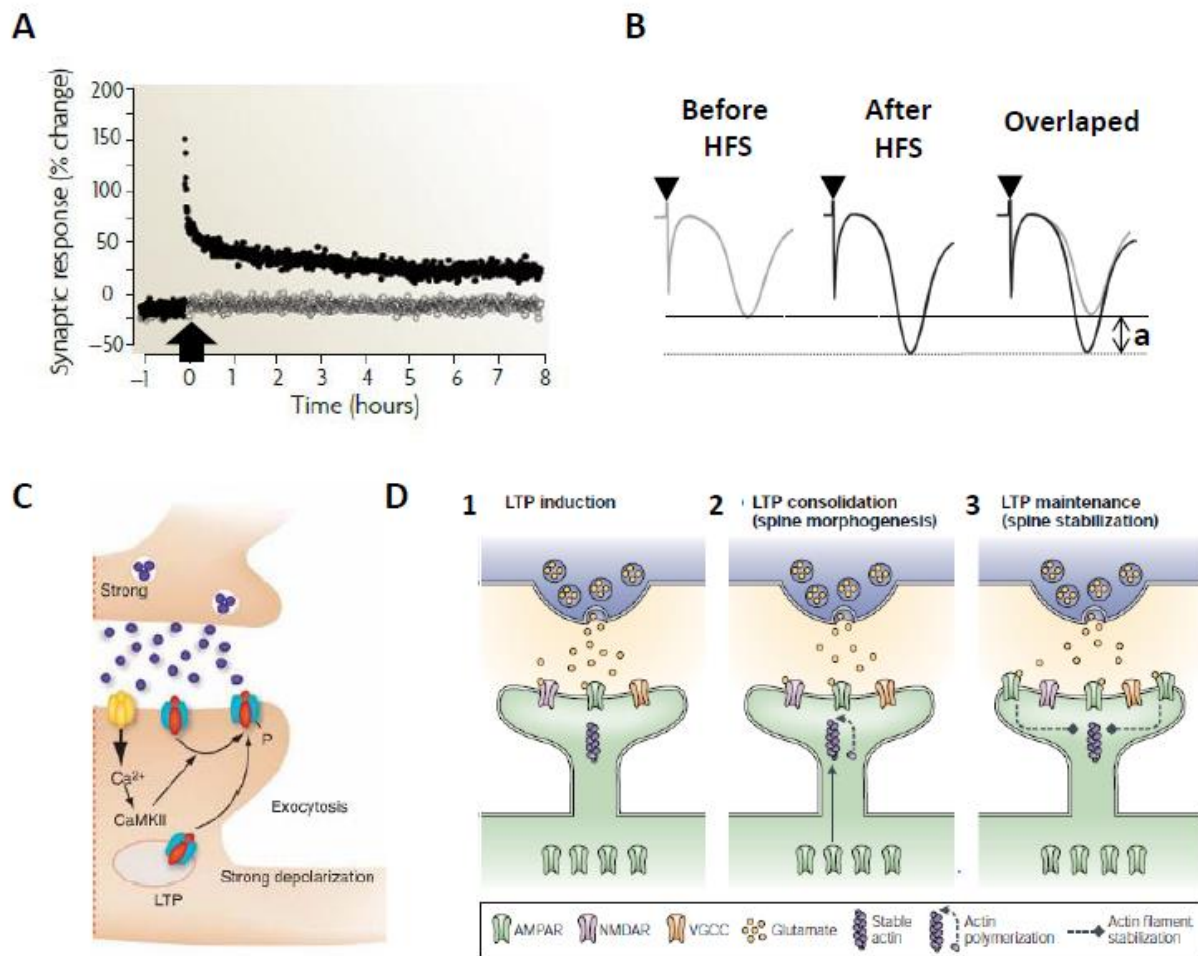 A
200
150
100
50
0
−50
Synaptic response (% change)
−1 0 1 2 3 4 5 6 7 8
Time (hours)
B
Before
HFS
After
HFS
Overlaped
a
C
Strong
P
Ca2+
CaMKII
Exocytosis
Strong depolarization
LTP
D
1 LTP induction
2 LTP consolidation
(spine morphogenesis)
3 LTP maintenance
(spine stabilization)
AMPAR NMDAR VGCC Glutamate Stable
actin Actin
polymerization Actin filament
stabilization